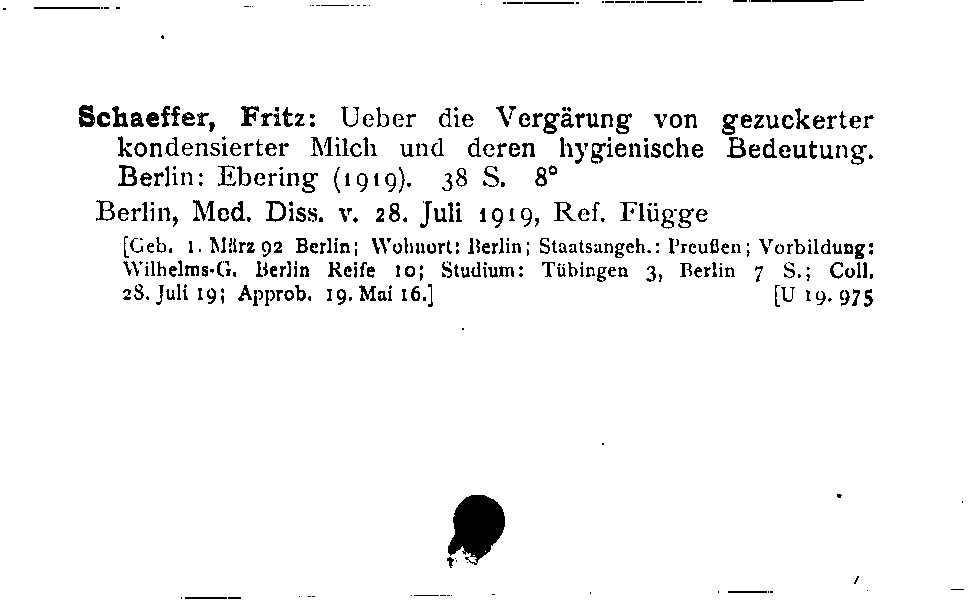 Schaeffer, Fritz: Ueber die Vergärung von gezuckerter
kondensierter Milch und deren hygienische Bedeutung.
Berlin: Ebering (1919). 38 S. 8°
Berlin, Med. Diss. v. 28. Juli 1919, Ref. Flügge
[Geb. 1. März 92 Berlin; Wohnort: Berlin; Staatsangeh.: Preußen; Vorbildung:
Wilhelms-G. Berlin Reife 10; Studium: Tübingen 3, Berlin 7 S.; Coll.
28. Juli 19; Approb. 19. Mai 16.] [U 19. 975